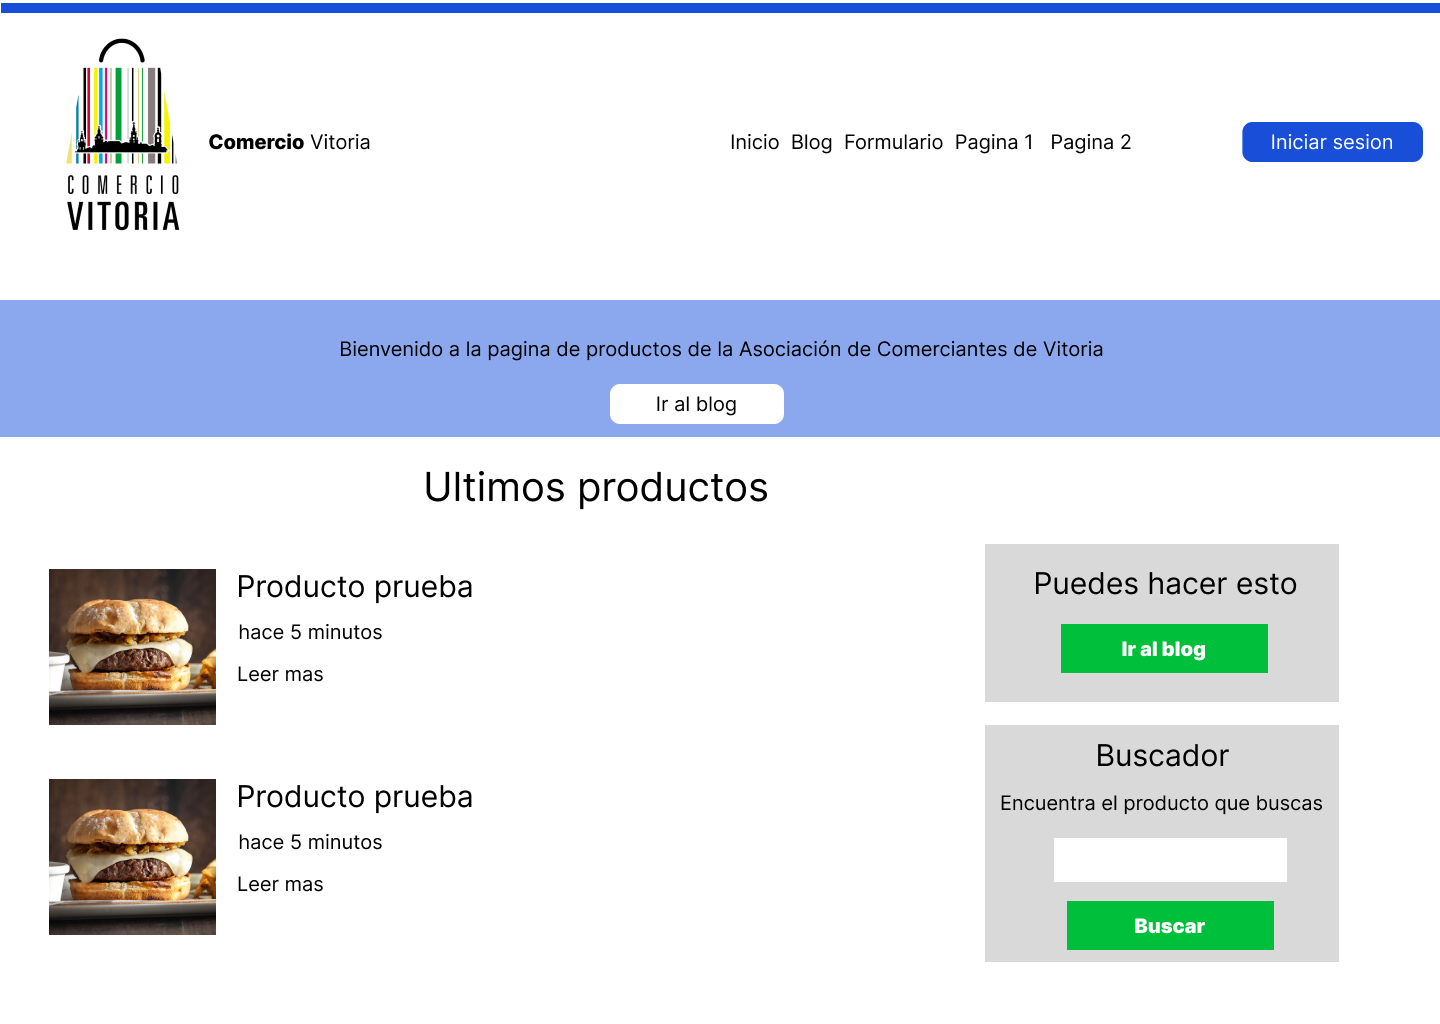 COMERCIO
VITORIA
Comercio Vitoria
Inicio Blog Formulario Pagina 1 Pagina 2
Iniciar sesion
Bienvenido a la pagina de productos de la Asociación de Comerciantes de Vitoria
Ir al blog
Ultimos productos
Producto prueba
hace 5 minutos
Leer mas
Producto prueba
hace 5 minutos
Leer mas
Puedes hacer esto
Ir al blog
Buscador
Encuentra el producto que buscas
Buscar